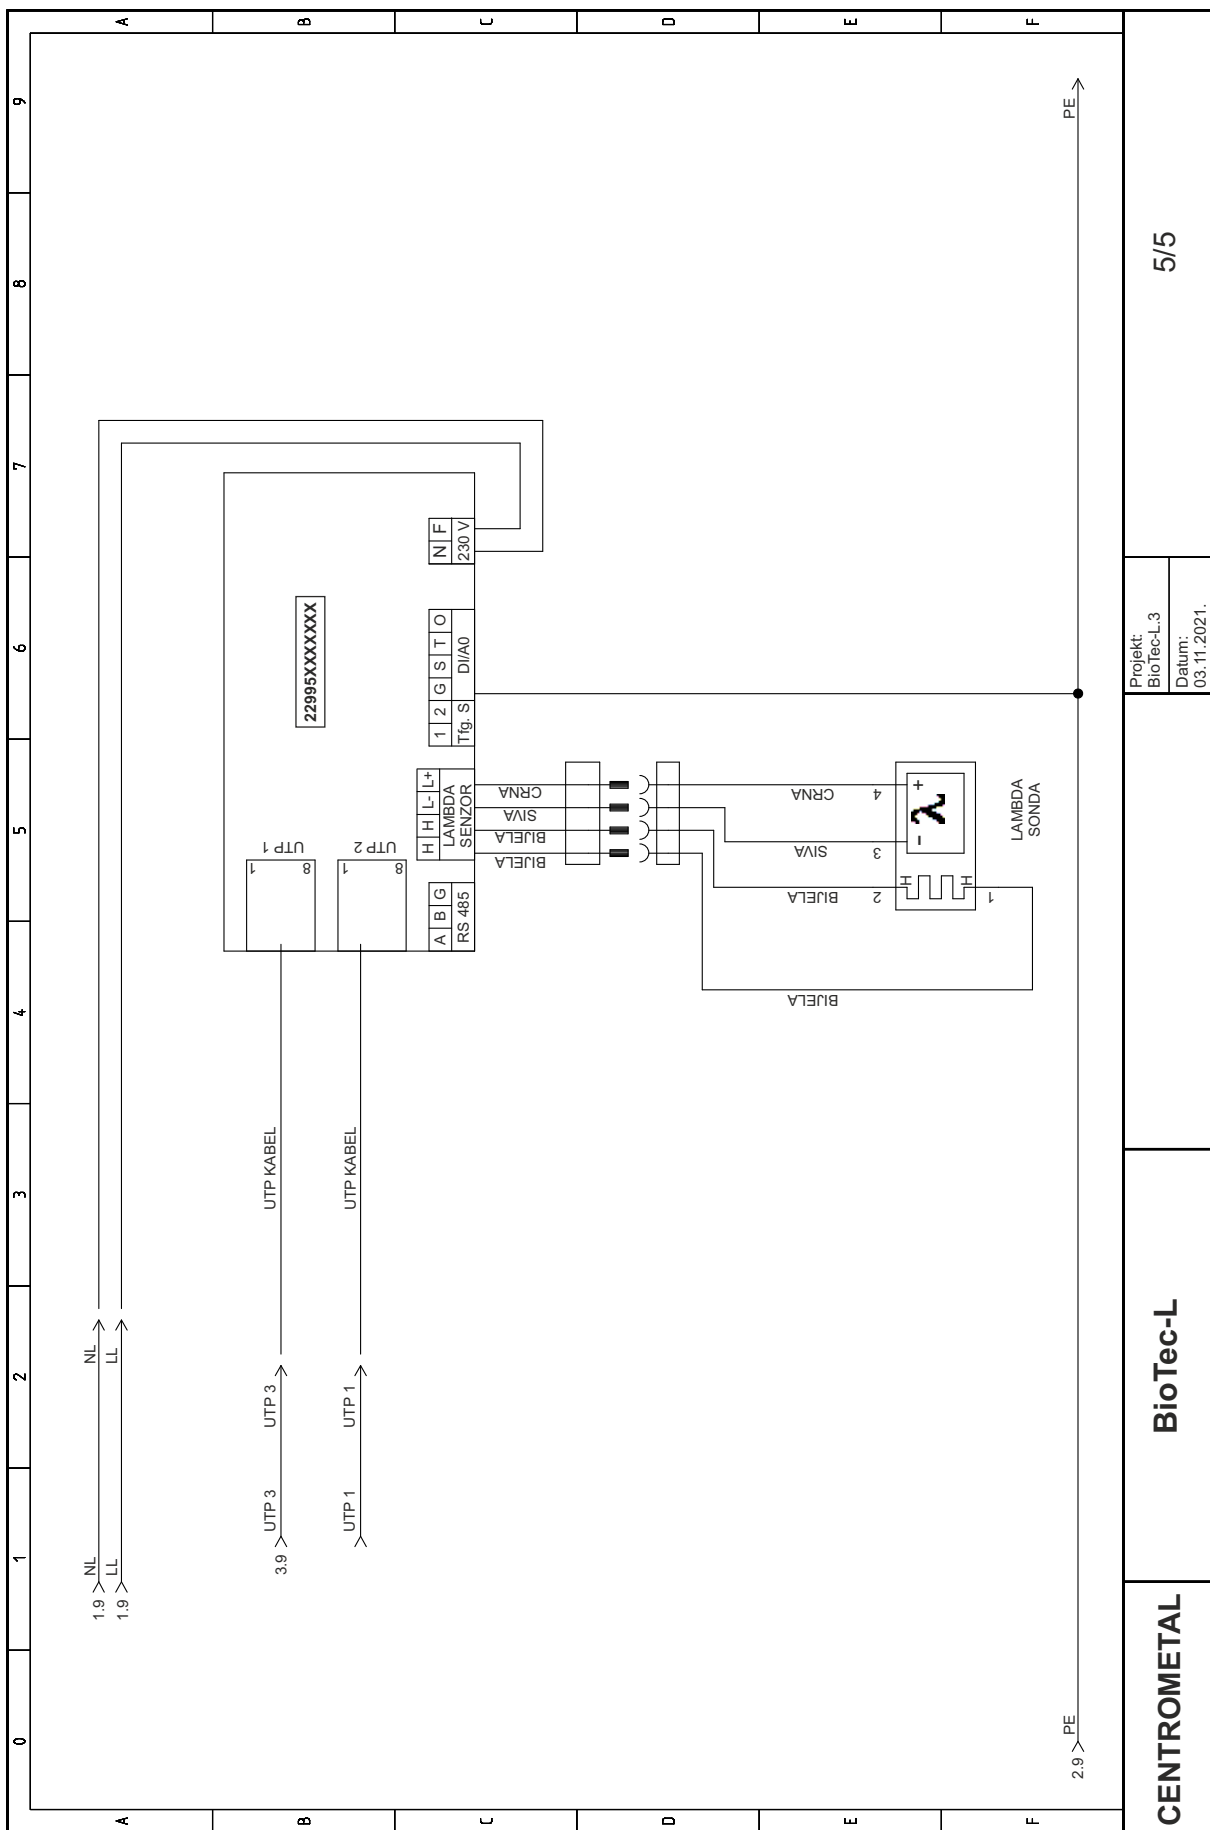 0 1 2 3 4 5 6 7 8 9
A A
B B
C C
D D
E E
F F
1.9 NL NL
1.9 LL LL
3.9 UTP 3 UTP 3 UTP KABEL
UTP 1 UTP 1 UTP KABEL
1 8 UTP 1
1 8 UTP 2
22995XXXXXXX
A B G
RS 485
H H L- L+
LAMBDA
SENZOR
1 2 G S T O
Tfg. S DI/A0
N F
230 V
BIJELA
BIJELA
SIVA
CRNA
BIJELA
BIJELA
SIVA
CRNA
1 2 3 4
H H
- λ +
LAMBDA
SONDA
2.9 PE PE
CENTROMETAL
BioTec-L
Projekt:
BioTec-L.3
Datum:
03.11.2021.
5/5